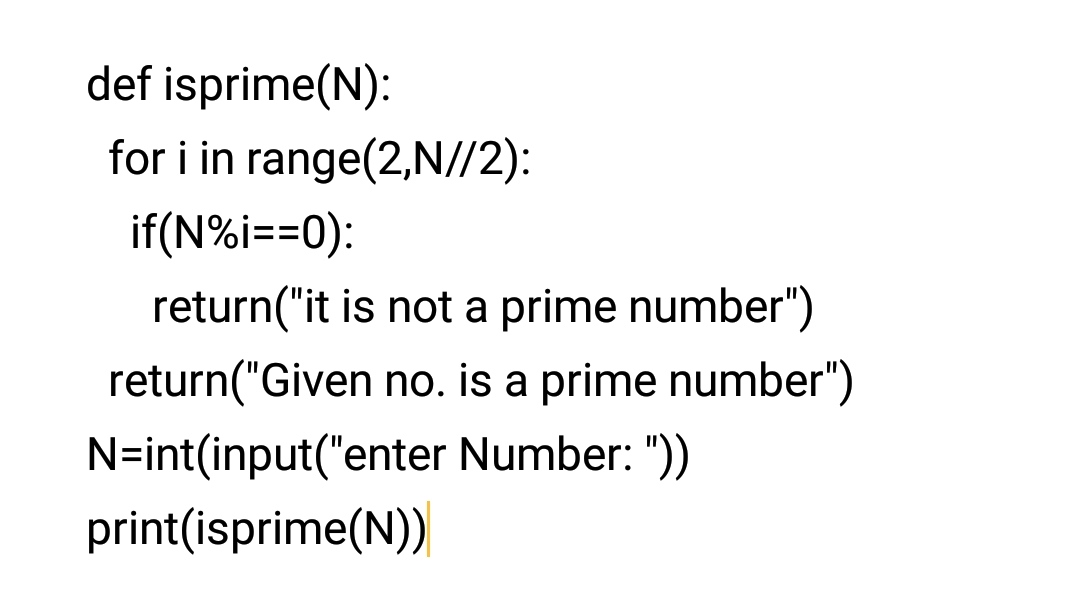 def isprime(N):
  for i in range(2,N//2):
    if(N%i==0):
      return("it is not a prime number")
  return("Given no. is a prime number")
N=int(input("enter Number: "))
print(isprime(N))